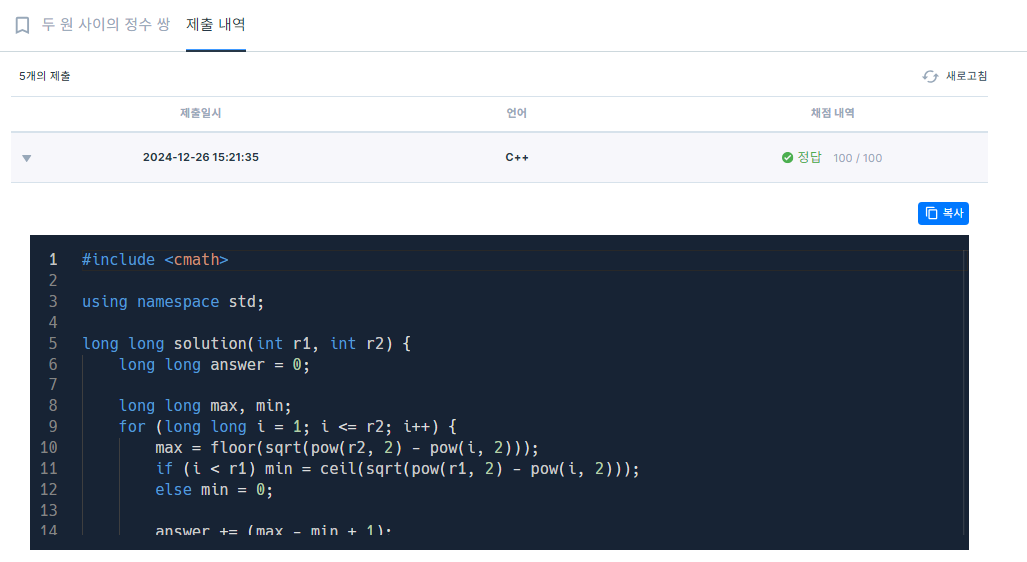 두 원 사이의 정수 쌍 제출 내역
5개의 제출 새로고침
제출일시 언어 채점 내역
2024-12-26 15:21:35 C++ 정답 100 / 100
복사
1 #include <cmath>
2
3 using namespace std;
4
5 long long solution(int r1, int r2) {
6     long long answer = 0;
7
8     long long max, min;
9     for (long long i = 1; i <= r2; i++) {
10         max = floor(sqrt(pow(r2, 2) - pow(i, 2)));
11         if (i < r1) min = ceil(sqrt(pow(r1, 2) - pow(i, 2)));
12         else min = 0;
13
14         answer += (max - min + 1);